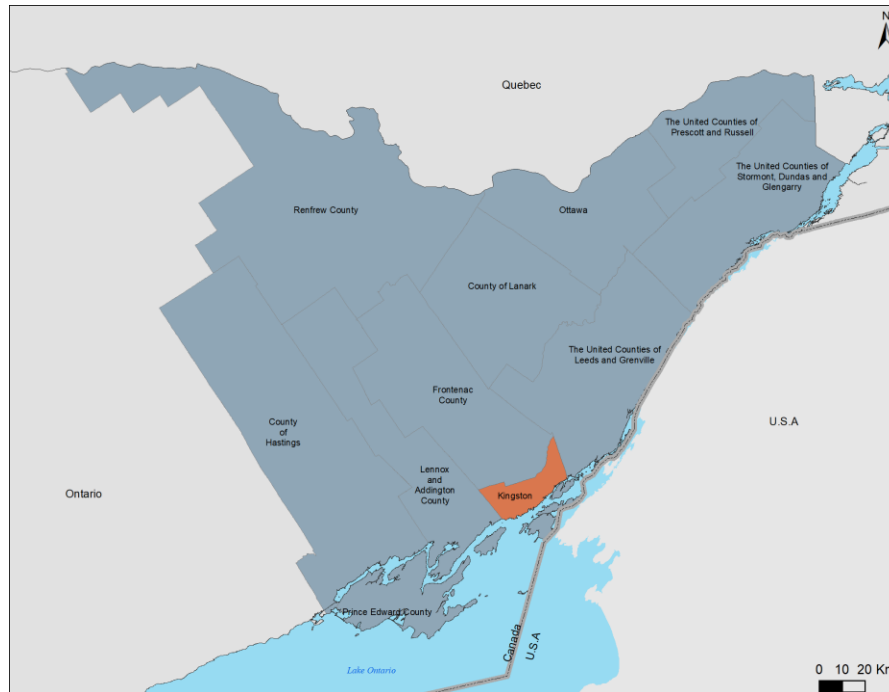 N
Quebec
The United Counties of
Prescott and Russell
The United Counties of
Stormont, Dundas and
Glengarry
Renfrew County
Ottawa
County of Lanark
The United Counties of
Leeds and Grenville
Frontenac
County
County
of
Hastings
U.S.A
Lennox
and
Addington
County
Kingston
Ontario
Prince Edward County
Canada
U.S.A
Lake Ontario
0 10 20 K